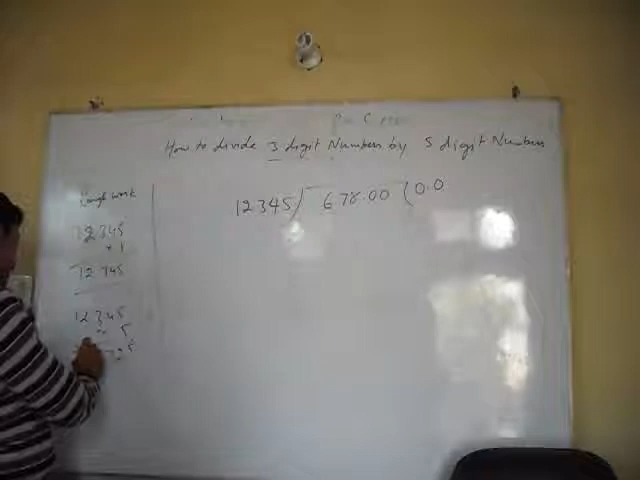 How to divide 3 digit Numbers by 5 digit Numbers
Rough work
12345) 678.00 (0.0
12345
× 1
12345
12345
× 5
25